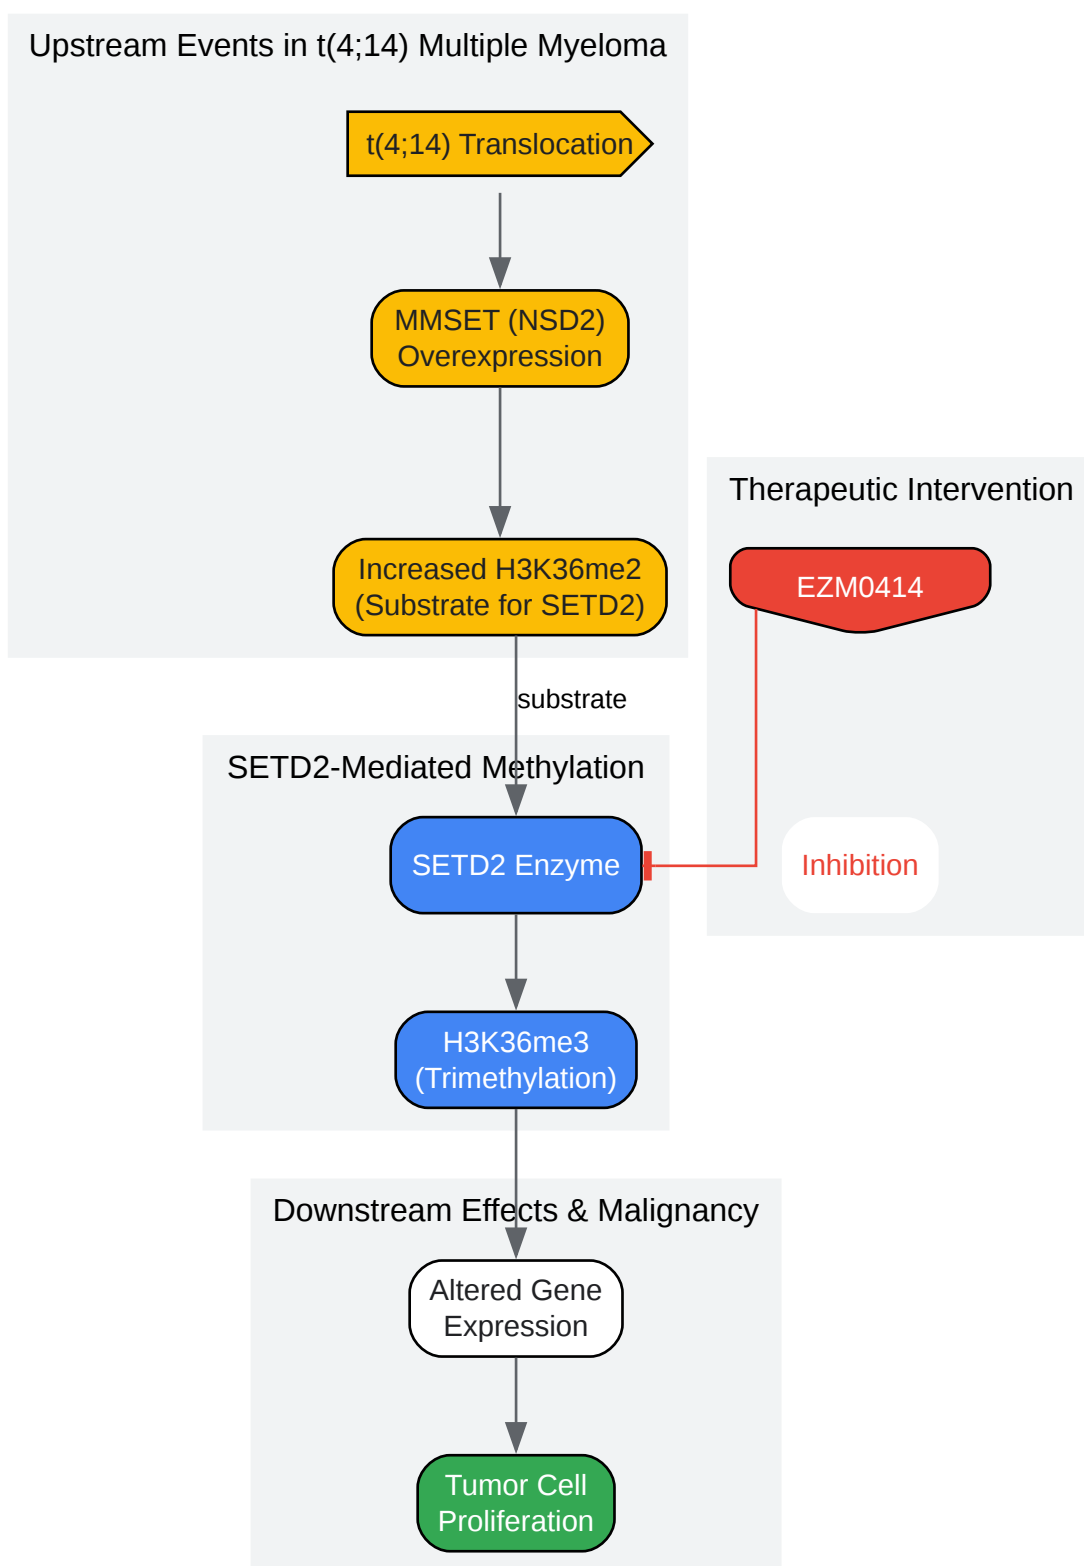 Upstream Events in t(4;14) Multiple Myeloma
t(4;14) Translocation
MMSET (NSD2)
Overexpression
Increased H3K36me2
(Substrate for SETD2)
Therapeutic Intervention
EZM0414
substrate
SETD2-Mediated Methylation
SETD2 Enzyme
Inhibition
H3K36me3
(Trimethylation)
Downstream Effects & Malignancy
Altered Gene
Expression
Tumor Cell
Proliferation